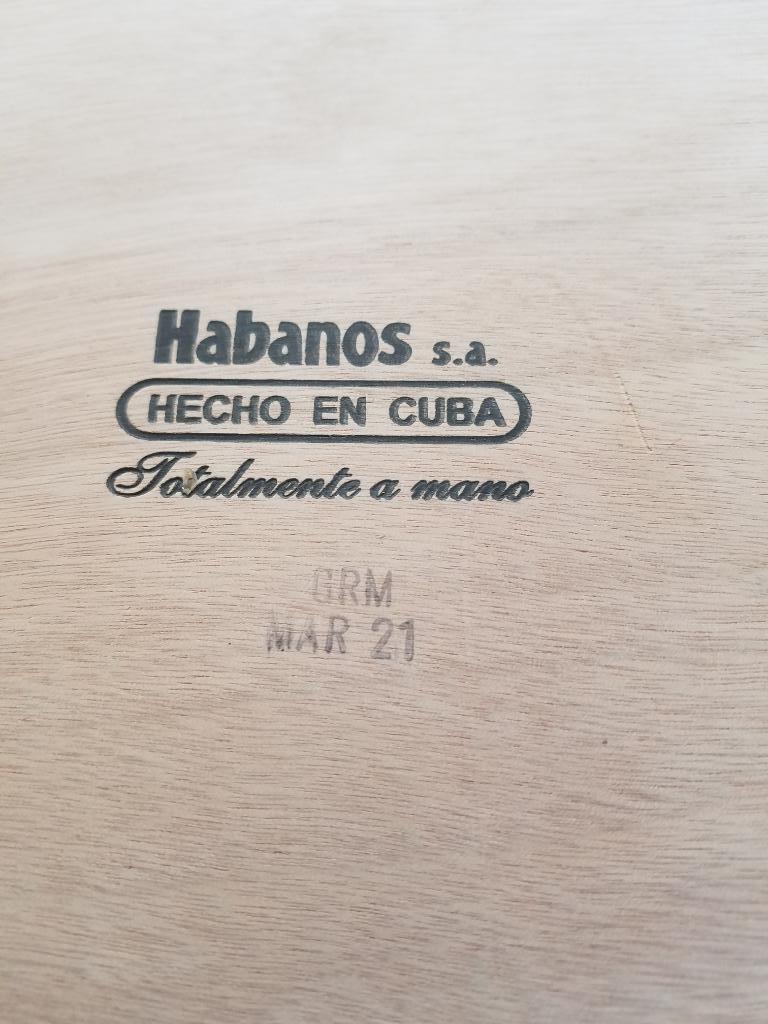 Habanos s.a.
HECHO EN CUBA
Totalmente a mano
GRM
MAR 21